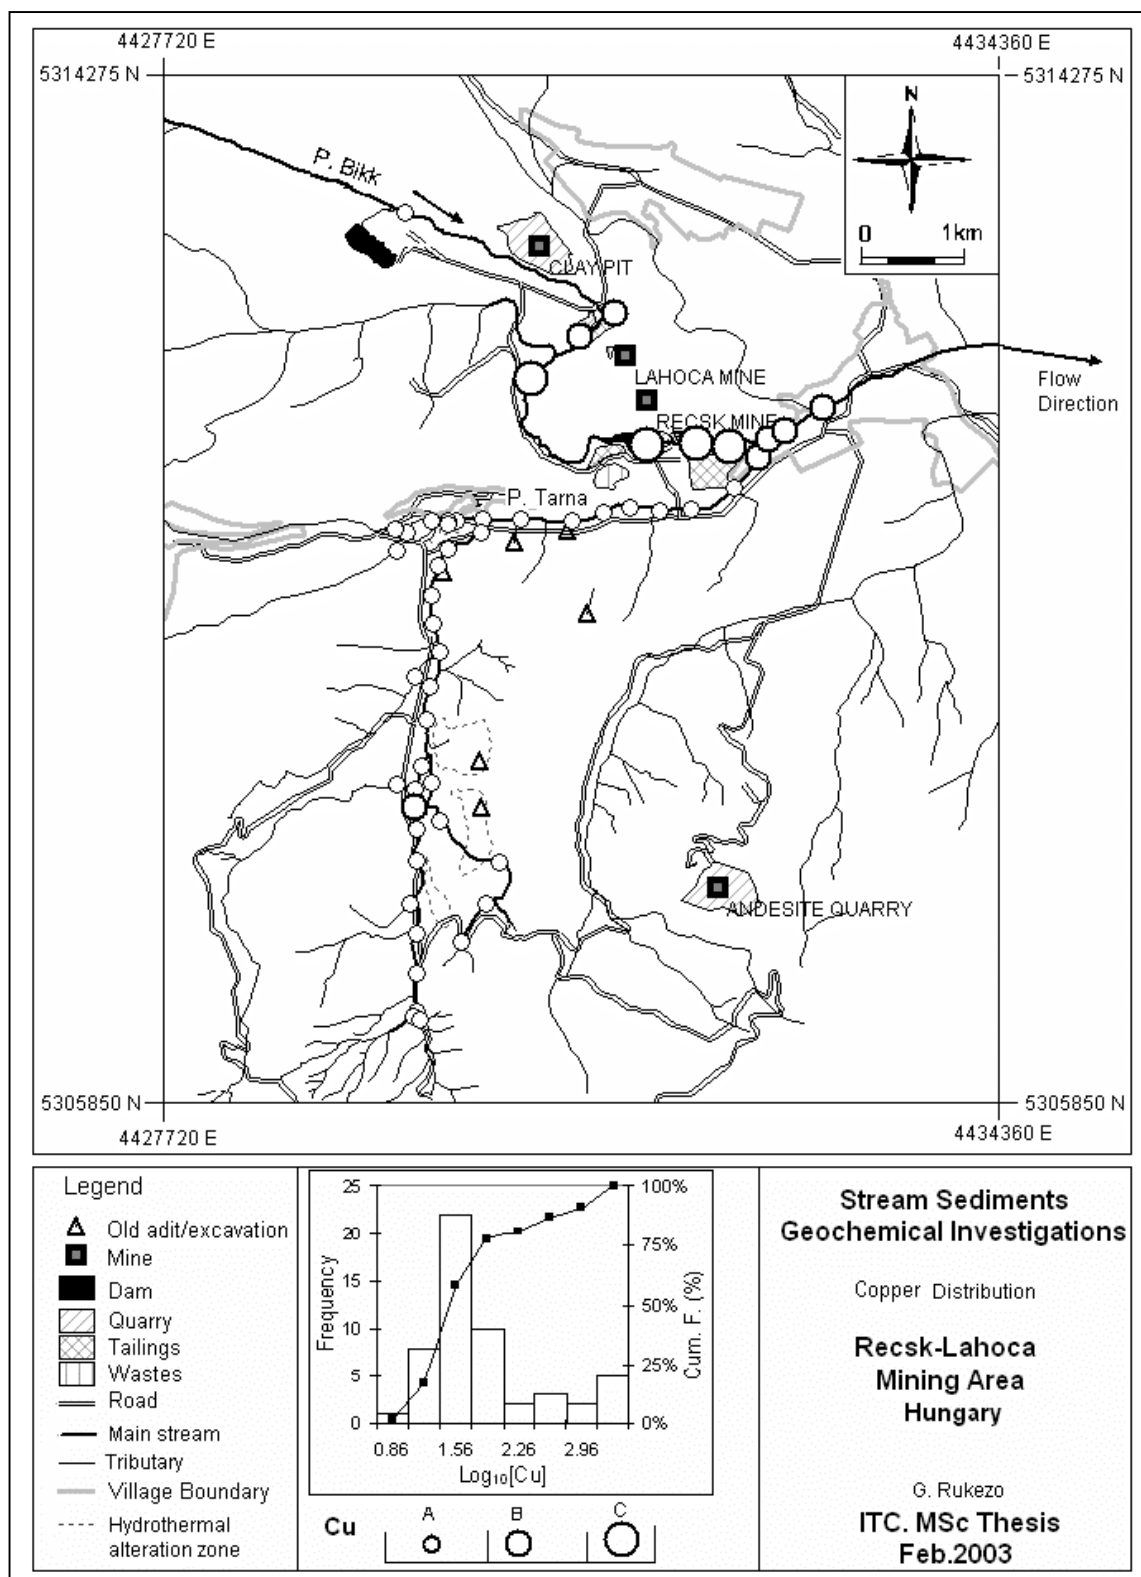 4427720 E
4434360 E
5314275 N
5314275 N
N
P. Bikk
0 1km
CLAY PIT
LAHOCA MINE
Flow
Direction
RECSK MINE
P. Tarna
ANDESITE QUARRY
5305850 N
5305850 N
4427720 E
4434360 E
Legend
Old adit/excavation
Mine
Dam
Quarry
Tailings
Wastes
Road
Main stream
Tributary
Village Boundary
Hydrothermal
alteration zone
Frequency
25
20
15
10
5
0
100%
75%
50%
25%
0%
Cum. F. (%)
0.86 1.56 2.26 2.96
Log10[Cu]
Cu
A B C
Stream Sediments
Geochemical Investigations
Copper Distribution
Recsk-Lahoca
Mining Area
Hungary
G. Rukezo
ITC. MSc Thesis
Feb.2003